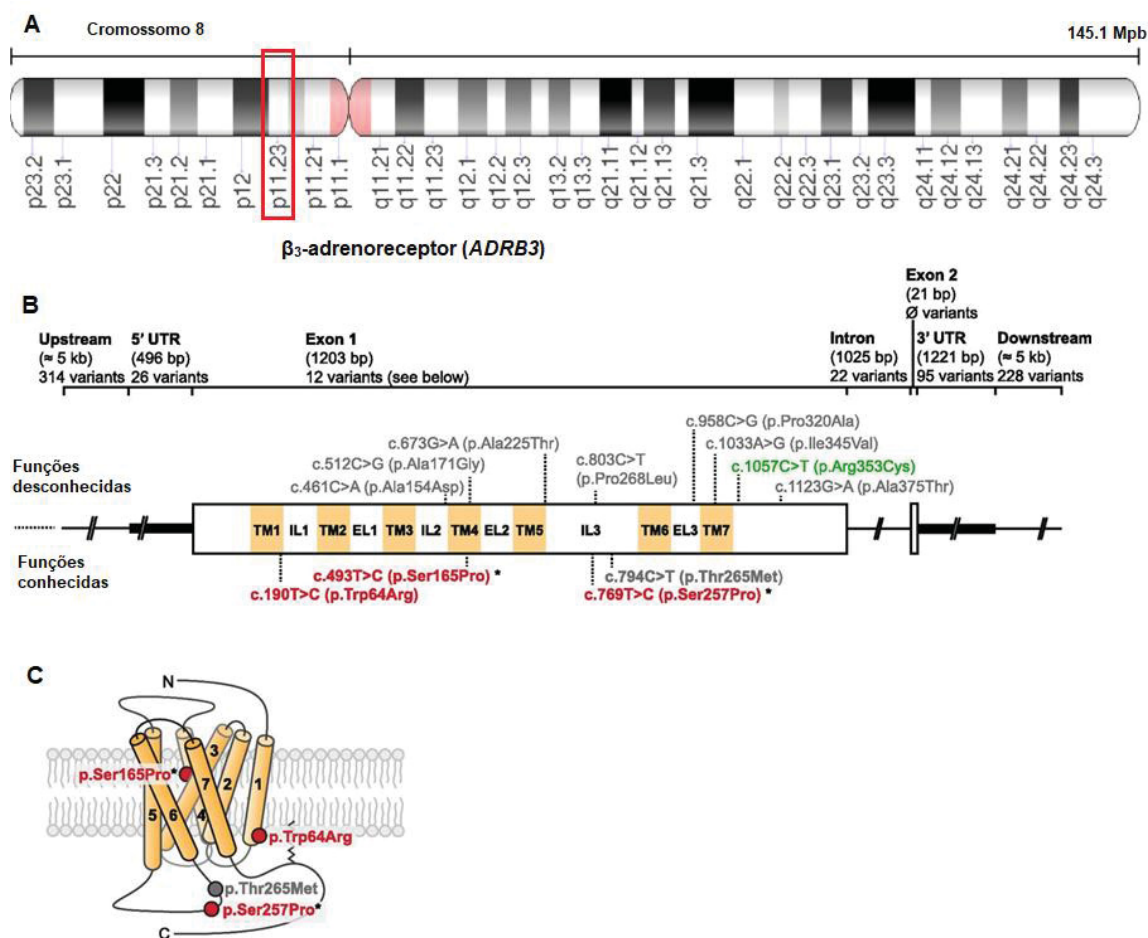 A
Cromossomo 8
145.1 Mpb
p23.2
p23.1
p22
p21.3
p21.2
p21.1
p12
p11.23
p11.21
p11.1
q11.21
q11.22
q11.23
q12.1
q12.2
q12.3
q13.2
q13.3
q21.11
q21.12
q21.13
q21.3
q22.1
q22.2
q22.3
q23.1
q23.2
q23.3
q24.11
q24.12
q24.13
q24.21
q24.22
q24.23
q24.3
β₃-adrenoreceptor (ADRB3)
B
Upstream
(≈ 5 kb)
314 variants
5' UTR
(496 bp)
26 variants
Exon 1
(1203 bp)
12 variants (see below)
Intron
(1025 bp)
22 variants
Exon 2
(21 bp)
Ø variants
3' UTR
(1221 bp)
95 variants
Downstream
(≈ 5 kb)
228 variants
Funções
desconhecidas
c.958C>G (p.Pro320Ala)
c.673G>A (p.Ala225Thr)
c.1033A>G (p.Ile345Val)
c.512C>G (p.Ala171Gly)
c.803C>T
(p.Pro268Leu)
c.1057C>T (p.Arg353Cys)
c.461C>A (p.Ala154Asp)
c.1123G>A (p.Ala375Thr)
TM1 IL1 TM2 EL1 TM3 IL2 TM4 EL2 TM5 IL3 TM6 EL3 TM7
Funções
conhecidas
c.493T>C (p.Ser165Pro) *
c.794C>T (p.Thr265Met)
c.190T>C (p.Trp64Arg)
c.769T>C (p.Ser257Pro) *
C
N
3
p.Ser165Pro*
7 2 1
5 6 4
p.Trp64Arg
p.Thr265Met
p.Ser257Pro*
C